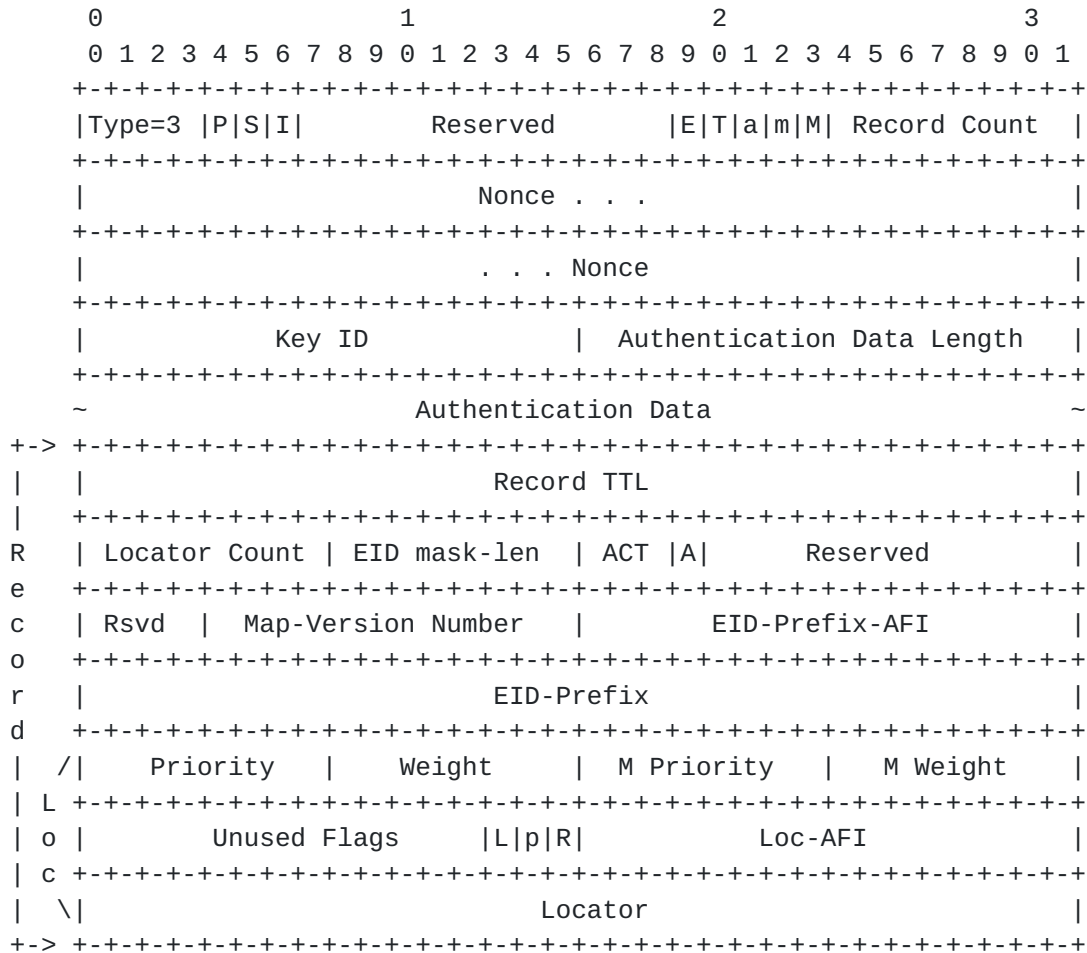 0                   1                   2                   3
        0 1 2 3 4 5 6 7 8 9 0 1 2 3 4 5 6 7 8 9 0 1 2 3 4 5 6 7 8 9 0 1
       +-+-+-+-+-+-+-+-+-+-+-+-+-+-+-+-+-+-+-+-+-+-+-+-+-+-+-+-+-+-+-+-+
       |Type=3 |P|S|I|        Reserved       |E|T|a|m|M| Record Count  |
       +-+-+-+-+-+-+-+-+-+-+-+-+-+-+-+-+-+-+-+-+-+-+-+-+-+-+-+-+-+-+-+-+
       |                         Nonce . . .                           |
       +-+-+-+-+-+-+-+-+-+-+-+-+-+-+-+-+-+-+-+-+-+-+-+-+-+-+-+-+-+-+-+-+
       |                         . . . Nonce                           |
       +-+-+-+-+-+-+-+-+-+-+-+-+-+-+-+-+-+-+-+-+-+-+-+-+-+-+-+-+-+-+-+-+
       |            Key ID             |  Authentication Data Length   |
       +-+-+-+-+-+-+-+-+-+-+-+-+-+-+-+-+-+-+-+-+-+-+-+-+-+-+-+-+-+-+-+-+
       ~                     Authentication Data                       ~
   +-> +-+-+-+-+-+-+-+-+-+-+-+-+-+-+-+-+-+-+-+-+-+-+-+-+-+-+-+-+-+-+-+-+
   |   |                          Record TTL                           |
   |   +-+-+-+-+-+-+-+-+-+-+-+-+-+-+-+-+-+-+-+-+-+-+-+-+-+-+-+-+-+-+-+-+
   R   | Locator Count | EID mask-len  | ACT |A|      Reserved         |
   e   +-+-+-+-+-+-+-+-+-+-+-+-+-+-+-+-+-+-+-+-+-+-+-+-+-+-+-+-+-+-+-+-+
   c   | Rsvd  |  Map-Version Number   |        EID-Prefix-AFI         |
   o   +-+-+-+-+-+-+-+-+-+-+-+-+-+-+-+-+-+-+-+-+-+-+-+-+-+-+-+-+-+-+-+-+
   r   |                          EID-Prefix                           |
   d   +-+-+-+-+-+-+-+-+-+-+-+-+-+-+-+-+-+-+-+-+-+-+-+-+-+-+-+-+-+-+-+-+
   |  /|    Priority   |    Weight     |  M Priority   |   M Weight    |
   | L +-+-+-+-+-+-+-+-+-+-+-+-+-+-+-+-+-+-+-+-+-+-+-+-+-+-+-+-+-+-+-+-+
   | o |        Unused Flags     |L|p|R|           Loc-AFI             |
   | c +-+-+-+-+-+-+-+-+-+-+-+-+-+-+-+-+-+-+-+-+-+-+-+-+-+-+-+-+-+-+-+-+
   |  \|                             Locator                           |
   +-> +-+-+-+-+-+-+-+-+-+-+-+-+-+-+-+-+-+-+-+-+-+-+-+-+-+-+-+-+-+-+-+-+